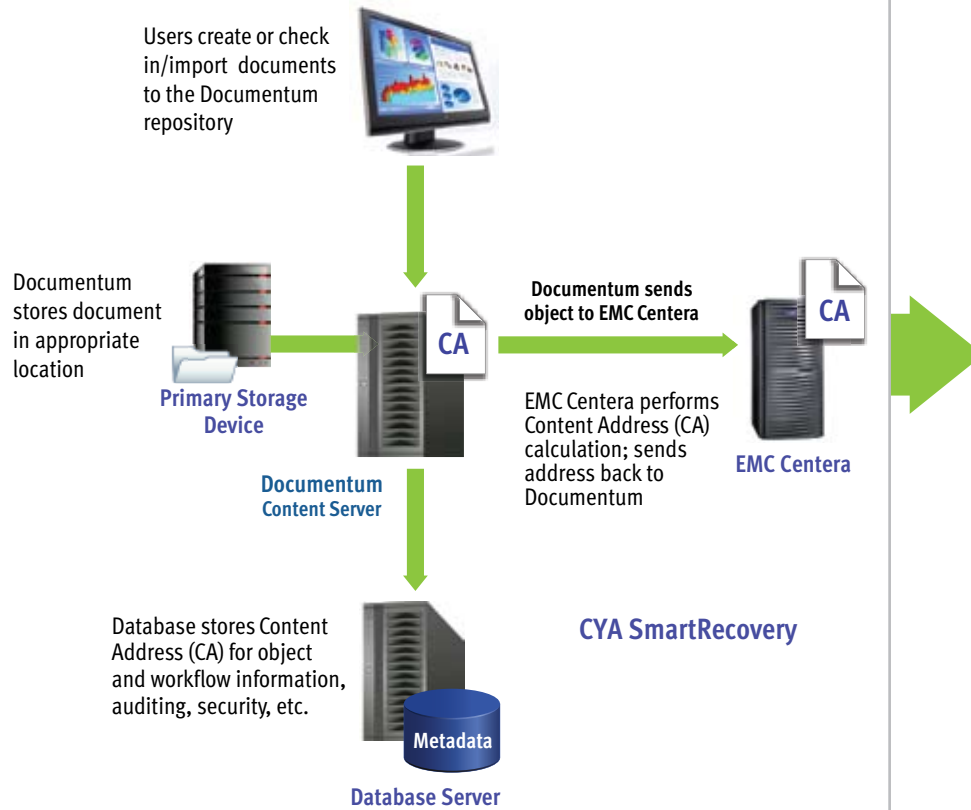 Users create or check
in/import documents
to the Documentum
repository
Documentum
stores document
in appropriate
location
Primary Storage
Device
CA
Documentum sends
object to EMC Centera
CA
EMC Centera performs
Content Address (CA)
calculation; sends
address back to
Documentum
EMC Centera
Documentum
Content Server
Database stores Content
Address (CA) for object
and workflow information,
auditing, security, etc.
CYA SmartRecovery
Metadata
Database Server